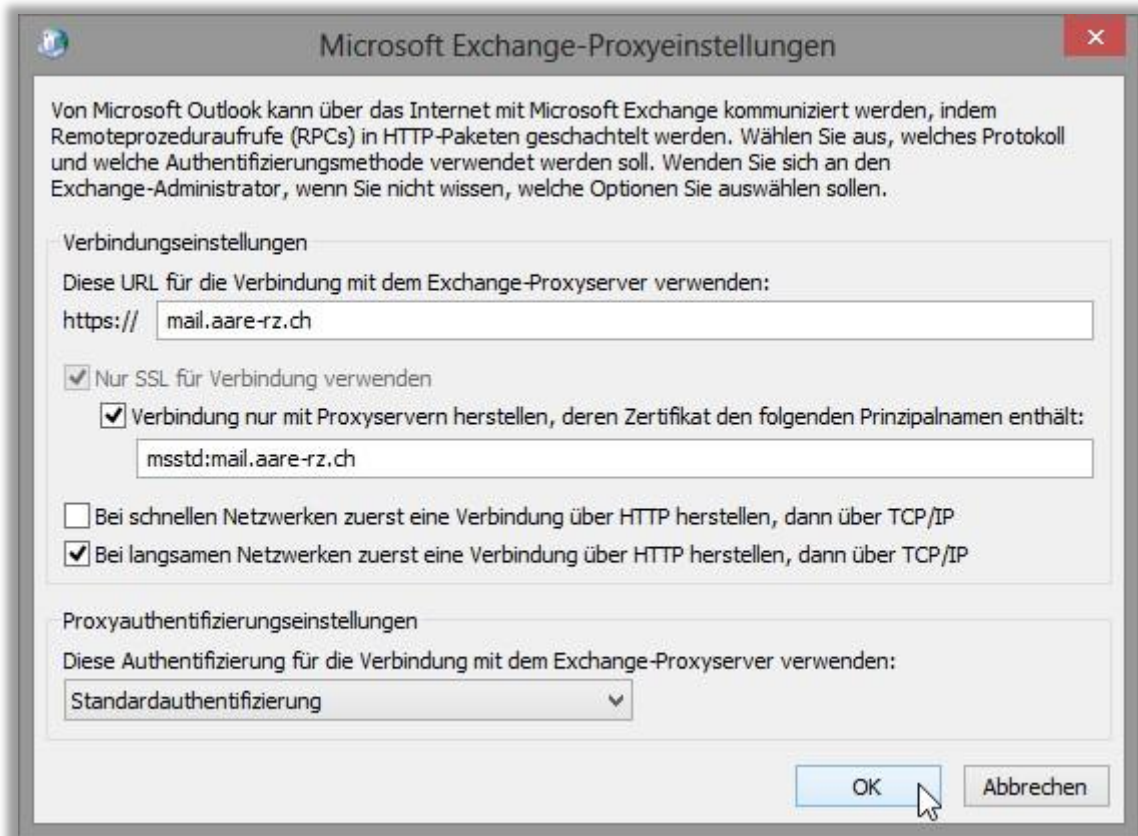 Microsoft Exchange-Proxyeinstellungen
Von Microsoft Outlook kann über das Internet mit Microsoft Exchange kommuniziert werden, indem
Remoteprozeduraufrufe (RPCs) in HTTP-Paketen geschachtelt werden. Wählen Sie aus, welches Protokoll
und welche Authentifizierungsmethode verwendet werden soll. Wenden Sie sich an den
Exchange-Administrator, wenn Sie nicht wissen, welche Optionen Sie auswählen sollen.
Verbindungseinstellungen
Diese URL für die Verbindung mit dem Exchange-Proxyserver verwenden:
https:// mail.aare-rz.ch
Nur SSL für Verbindung verwenden
Verbindung nur mit Proxyservern herstellen, deren Zertifikat den folgenden Prinzipalnamen enthält:
msstd:mail.aare-rz.ch
Bei schnellen Netzwerken zuerst eine Verbindung über HTTP herstellen, dann über TCP/IP
Bei langsamen Netzwerken zuerst eine Verbindung über HTTP herstellen, dann über TCP/IP
Proxyauthentifizierungseinstellungen
Diese Authentifizierung für die Verbindung mit dem Exchange-Proxyserver verwenden:
Standardauthentifizierung
OK Abbrechen